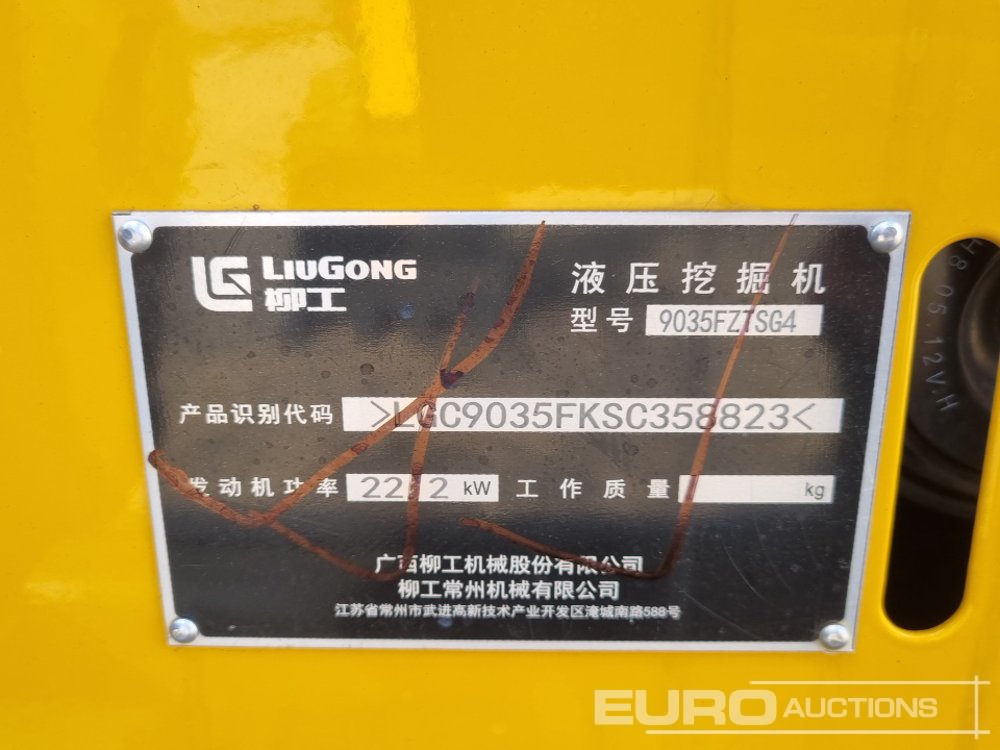 LIUGONG
柳工
液压挖掘机
型号 9035FZTSG4
产品识别代码 >LGC9035FKSC358823<
发动机功率 22.2 kW 工作质量 kg
广西柳工机械股份有限公司
柳工常州机械有限公司
江苏省常州市武进高新技术产业开发区淹城南路588号
H8 05.12V.H
EURO AUCTIONS